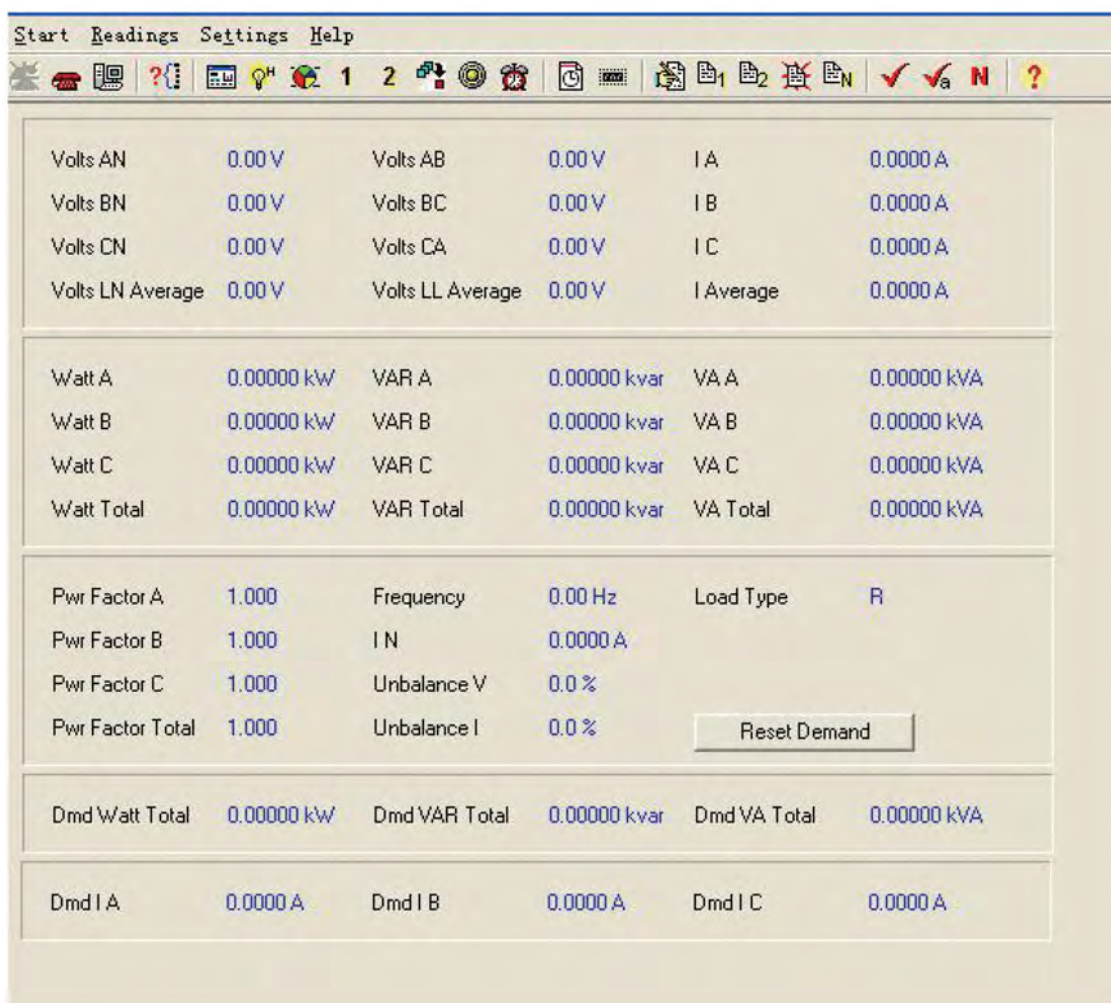 Start Readings Settings Help
?{} H 1 2 1 2 N a N ?
Volts AN 0.00 V Volts AB 0.00 V I A 0.0000 A
Volts BN 0.00 V Volts BC 0.00 V I B 0.0000 A
Volts CN 0.00 V Volts CA 0.00 V I C 0.0000 A
Volts LN Average 0.00 V Volts LL Average 0.00 V I Average 0.0000 A
Watt A 0.00000 kW VAR A 0.00000 kvar VA A 0.00000 kVA
Watt B 0.00000 kW VAR B 0.00000 kvar VA B 0.00000 kVA
Watt C 0.00000 kW VAR C 0.00000 kvar VA C 0.00000 kVA
Watt Total 0.00000 kW VAR Total 0.00000 kvar VA Total 0.00000 kVA
Pwr Factor A 1.000 Frequency 0.00 Hz Load Type R
Pwr Factor B 1.000 I N 0.0000 A
Pwr Factor C 1.000 Unbalance V 0.0 %
Pwr Factor Total 1.000 Unbalance I 0.0 % Reset Demand
Dmd Watt Total 0.00000 kW Dmd VAR Total 0.00000 kvar Dmd VA Total 0.00000 kVA
Dmd I A 0.0000 A Dmd I B 0.0000 A Dmd I C 0.0000 A